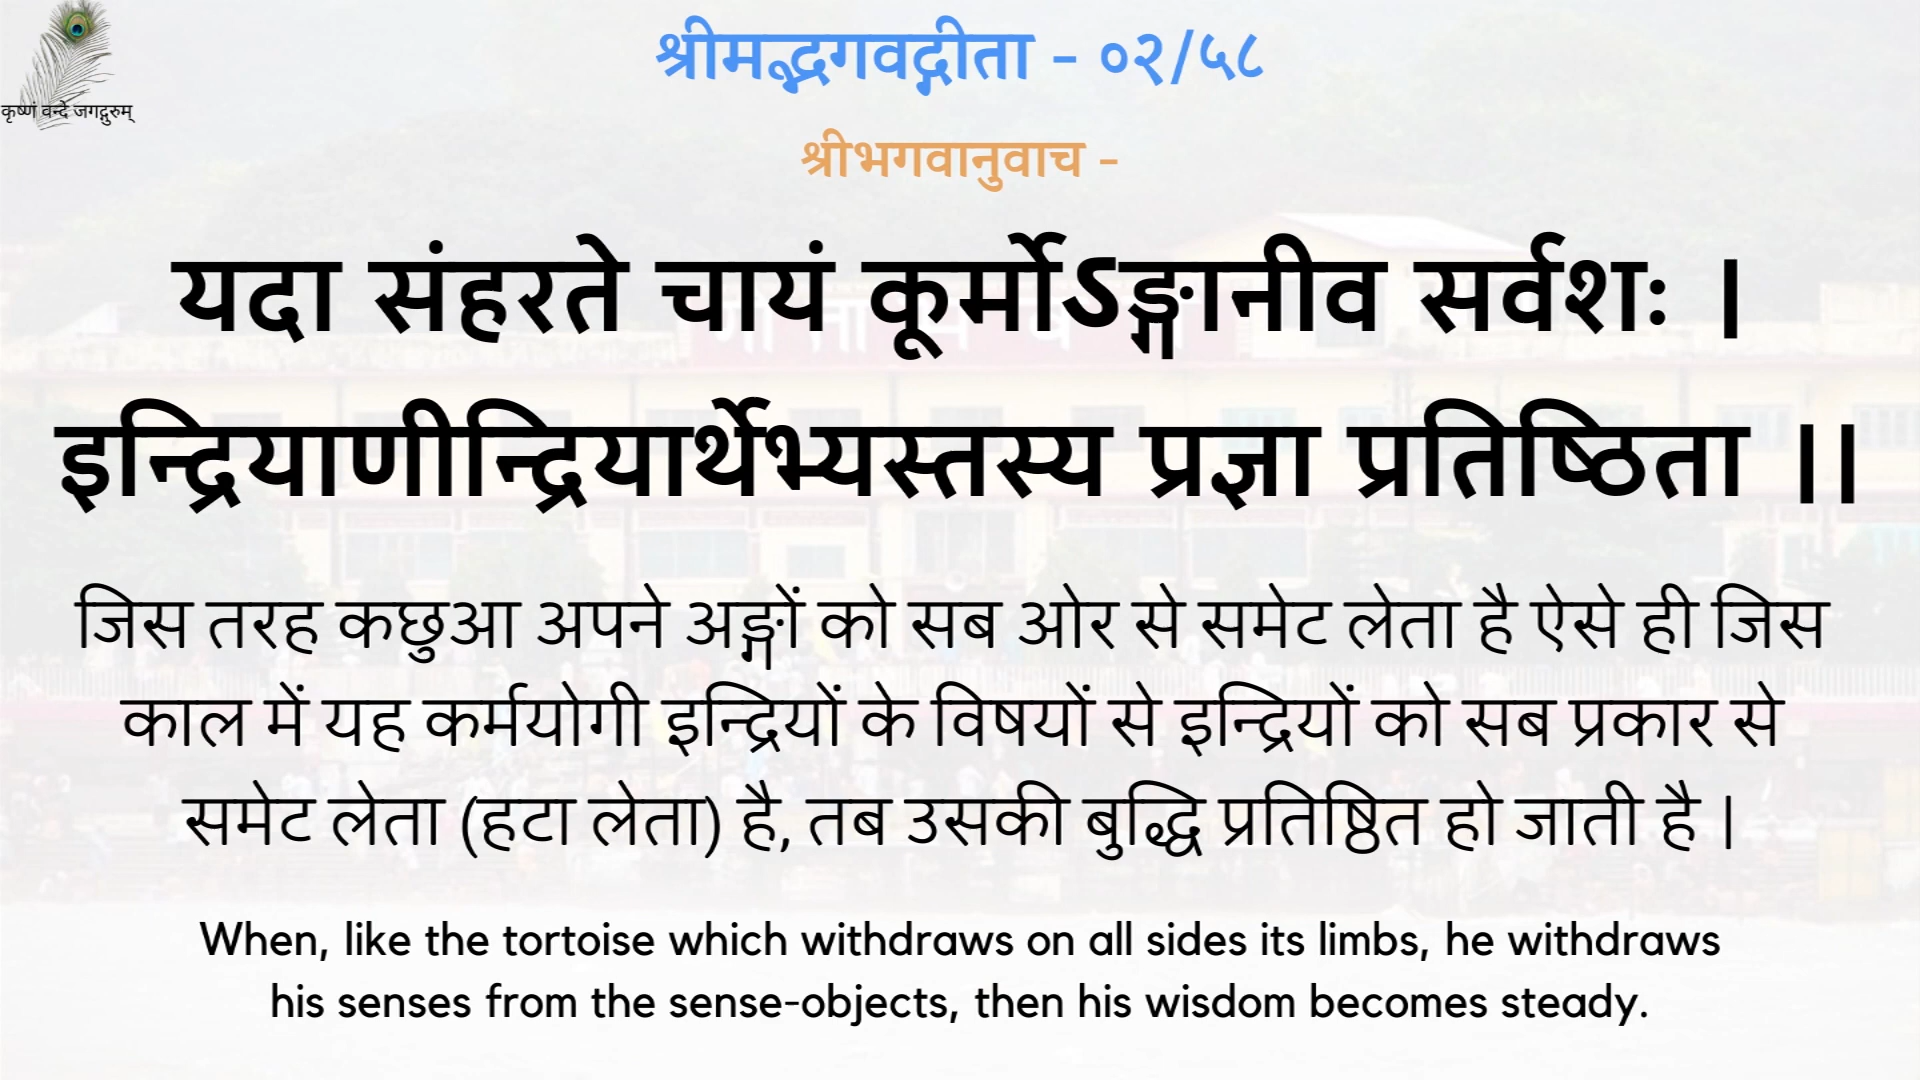 श्रीमद्भगवद्गीता - ०२/५८
कृष्णं वन्दे जगद्गुरुम्
श्रीभगवानुवाच -
यदा संहरते चायं कूर्मोऽङ्गानीव सर्वशः ।
इन्द्रियाणीन्द्रियार्थेभ्यस्तस्य प्रज्ञा प्रतिष्ठिता ।।
जिस तरह कछुआ अपने अङ्गों को सब ओर से समेट लेता है ऐसे ही जिस
काल में यह कर्मयोगी इन्द्रियों के विषयों से इन्द्रियों को सब प्रकार से
समेट लेता (हटा लेता) है, तब उसकी बुद्धि प्रतिष्ठित हो जाती है |
When, like the tortoise which withdraws on all sides its limbs, he withdraws
his senses from the sense-objects, then his wisdom becomes steady.